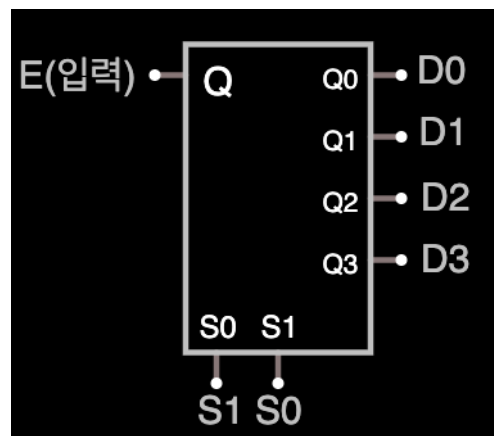 E(입력) Q Q0 D0
Q1 D1
Q2 D2
Q3 D3
S0 S1
S1 S0